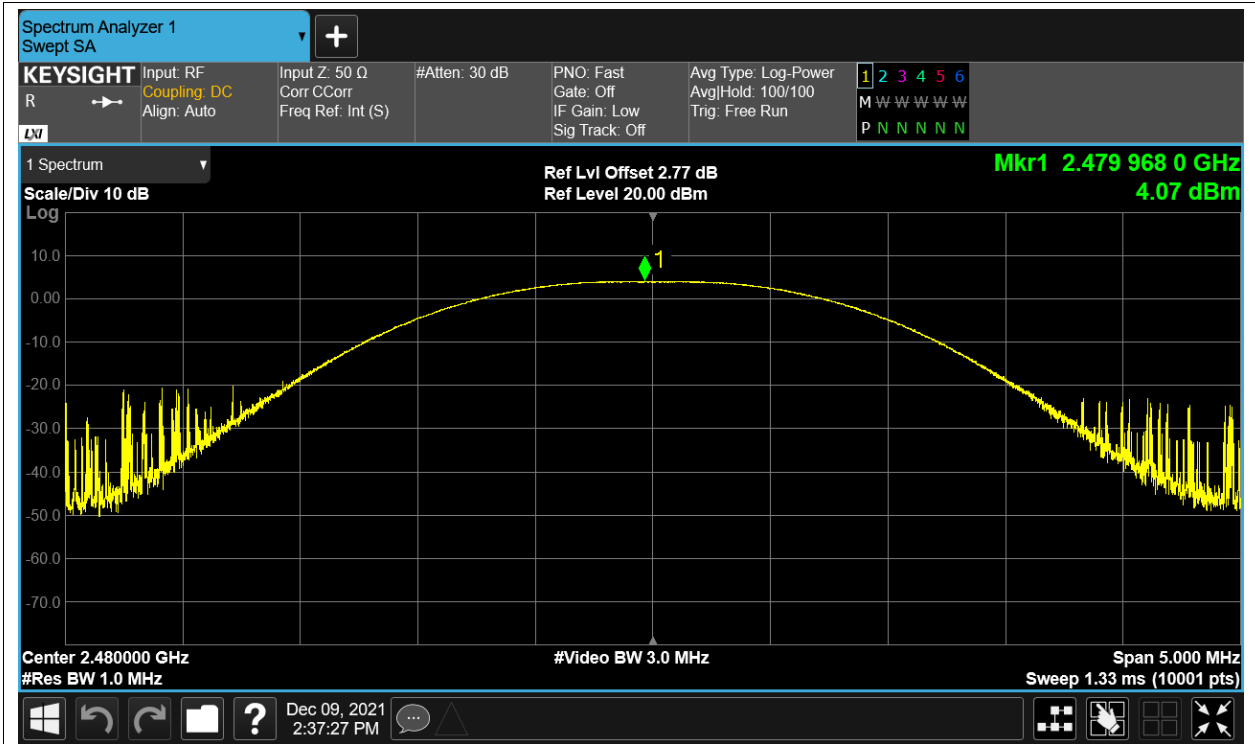 Spectrum Analyzer 1
Swept SA
+
KEYSIGHT
R
LXI
Input: RF
Coupling: DC
Align: Auto
Input Z: 50 Ω
Corr CCorr
Freq Ref: Int (S)
#Atten: 30 dB
PNO: Fast
Gate: Off
IF Gain: Low
Sig Track: Off
Avg Type: Log-Power
Avg|Hold: 100/100
Trig: Free Run
1 2 3 4 5 6
M W W W W W
P N N N N N
1 Spectrum
Scale/Div 10 dB
Log
Ref Lvl Offset 2.77 dB
Ref Level 20.00 dBm
Mkr1 2.479 968 0 GHz
4.07 dBm
1
10.0
0.00
-10.0
-20.0
-30.0
-40.0
-50.0
-60.0
-70.0
Center 2.480000 GHz
#Res BW 1.0 MHz
#Video BW 3.0 MHz
Span 5.000 MHz
Sweep 1.33 ms (10001 pts)
?
Dec 09, 2021
2:37:27 PM